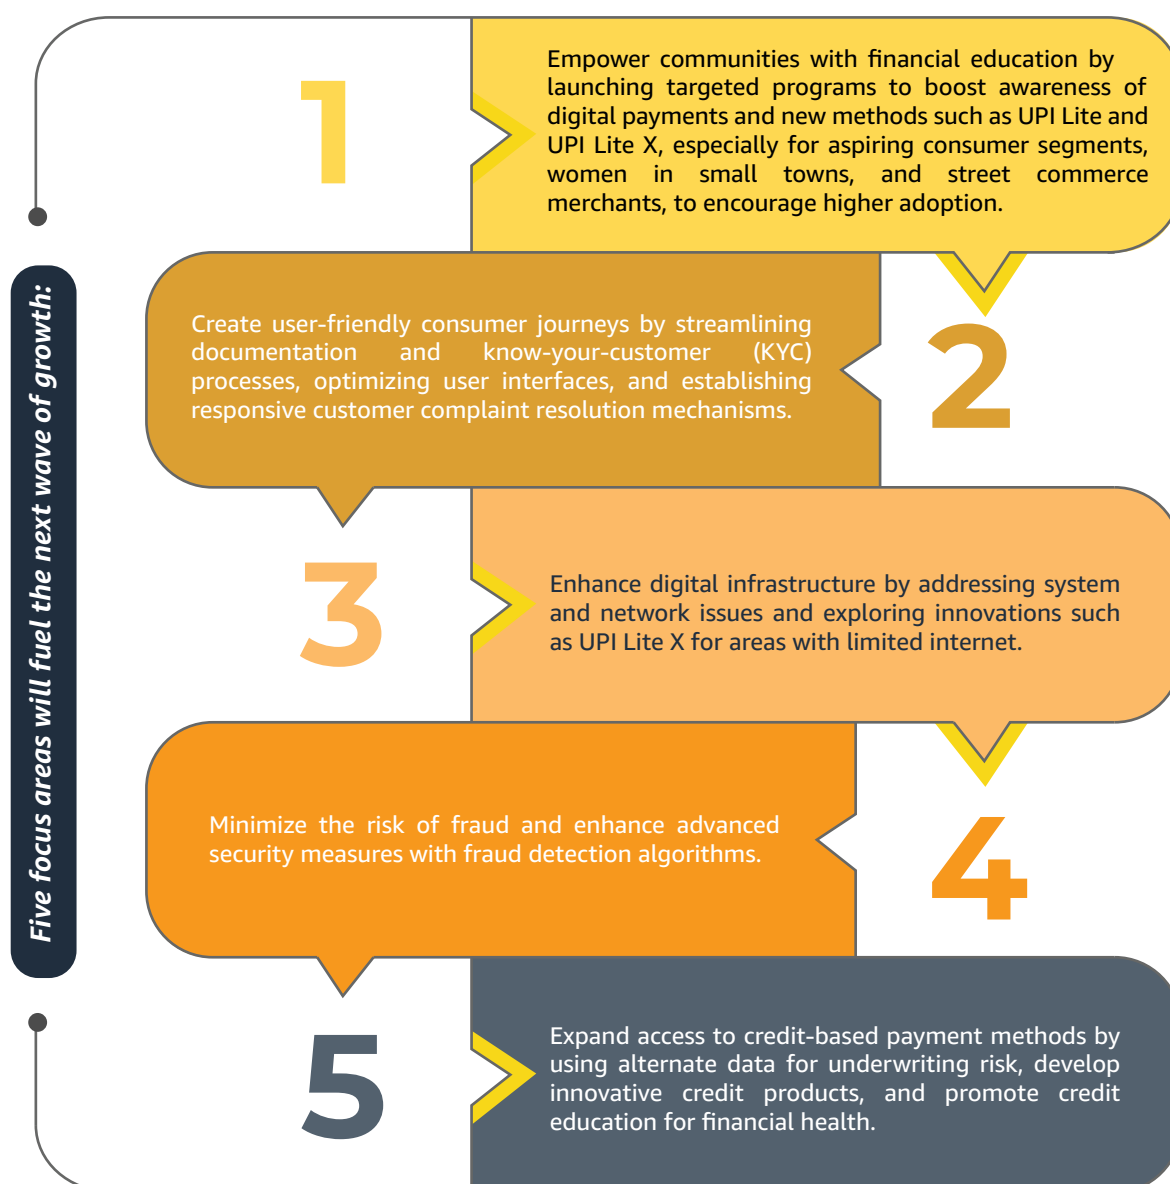 Five focus areas will fuel the next wave of growth:
1
Empower communities with financial education by
launching targeted programs to boost awareness of
digital payments and new methods such as UPI Lite and
UPI Lite X, especially for aspiring consumer segments,
women in small towns, and street commerce
merchants, to encourage higher adoption.
2
Create user-friendly consumer journeys by streamlining
documentation and know-your-customer (KYC)
processes, optimizing user interfaces, and establishing
responsive customer complaint resolution mechanisms.
3
Enhance digital infrastructure by addressing system
and network issues and exploring innovations such
as UPI Lite X for areas with limited internet.
4
Minimize the risk of fraud and enhance advanced
security measures with fraud detection algorithms.
5
Expand access to credit-based payment methods by
using alternate data for underwriting risk, develop
innovative credit products, and promote credit
education for financial health.